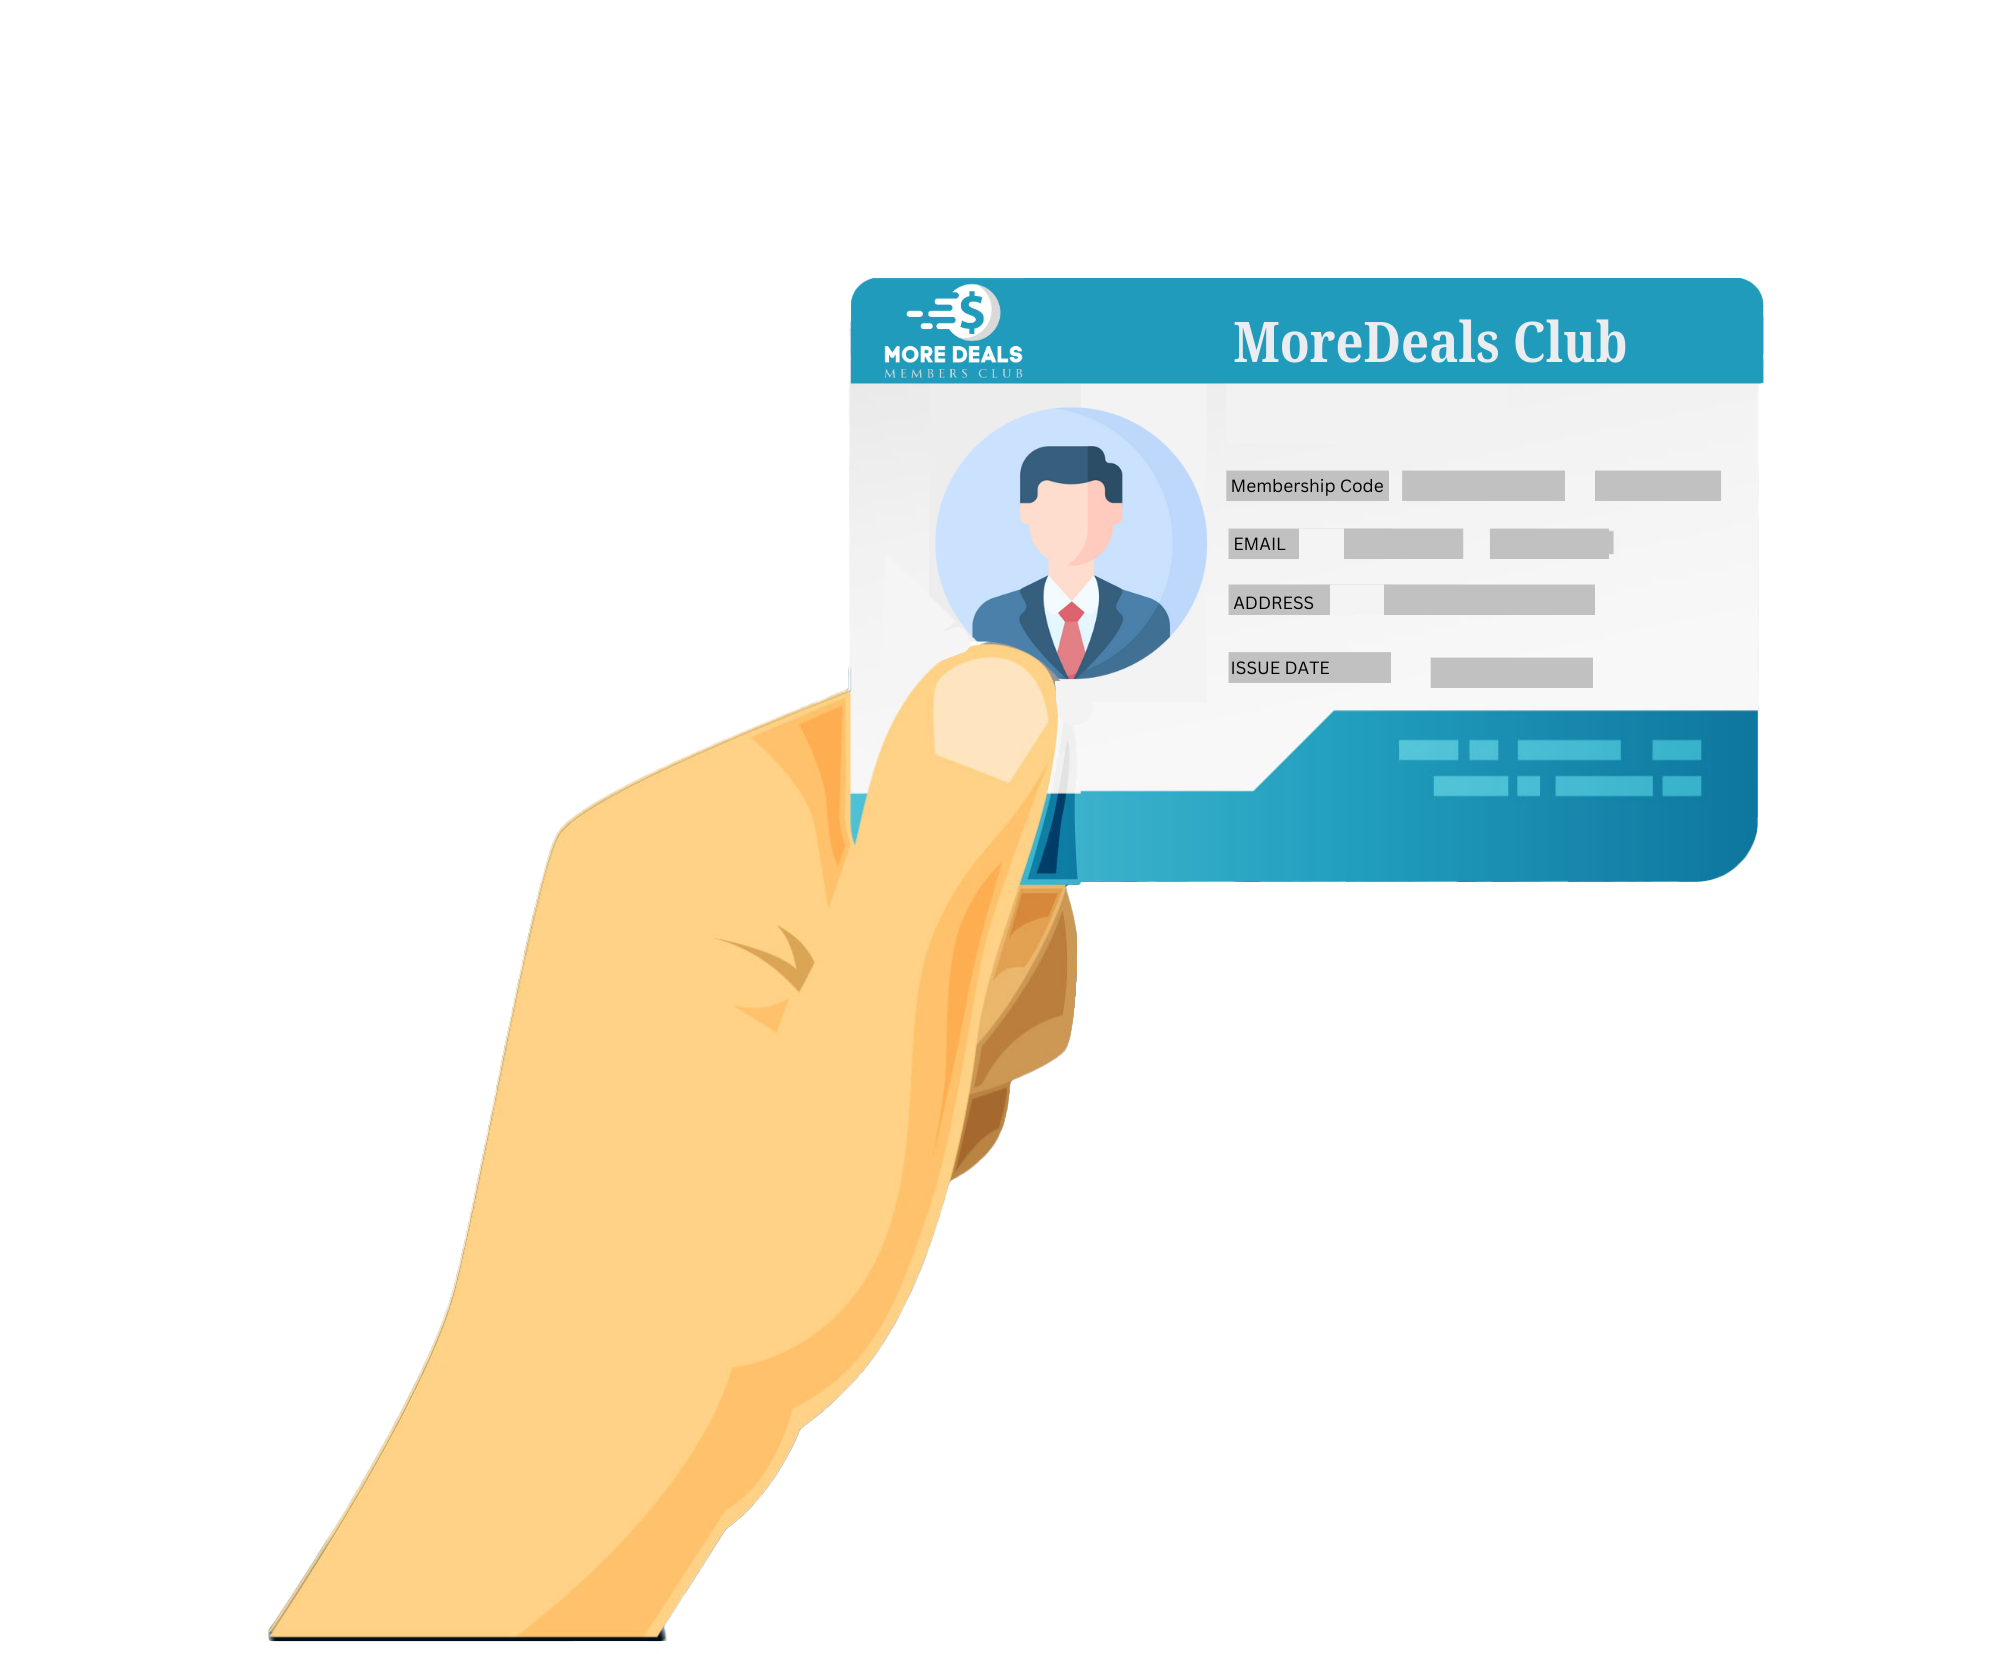 MORE DEALS
MEMBERS CLUB
MoreDeals Club
Membership Code
EMAIL
ADDRESS
ISSUE DATE